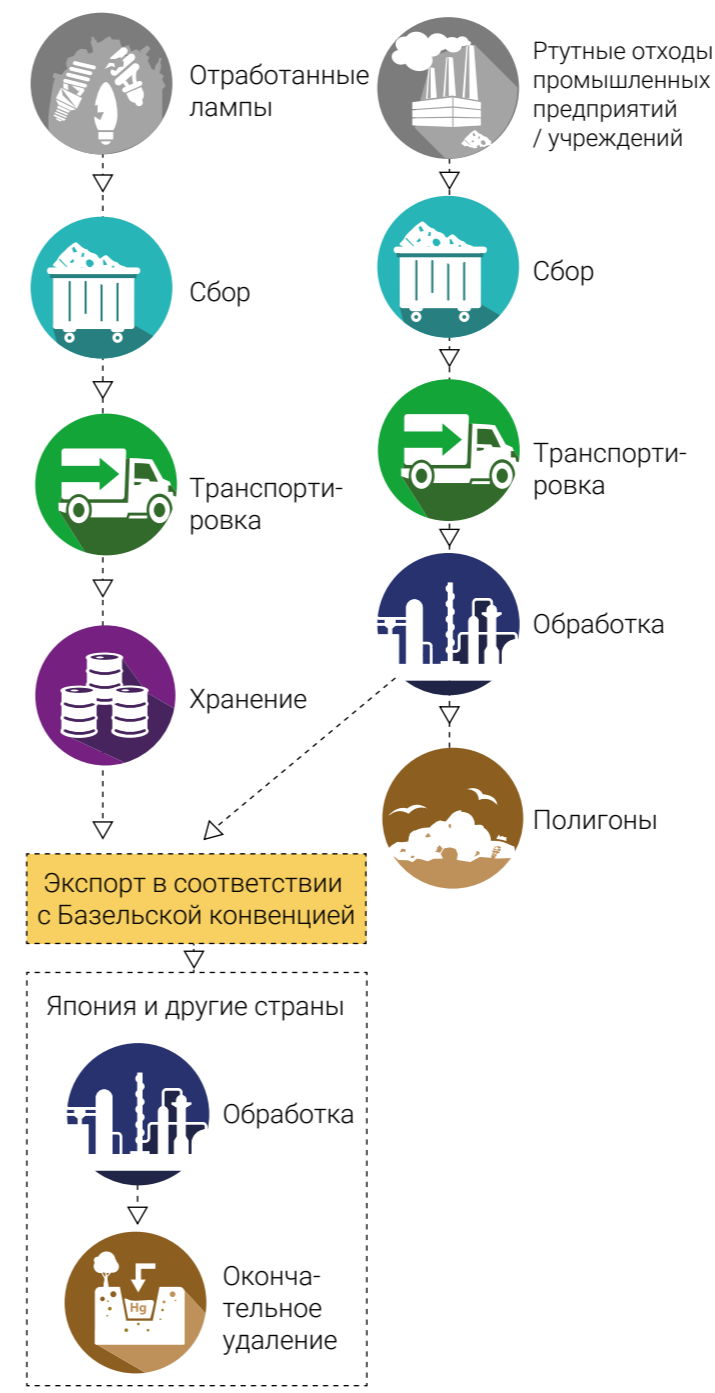 Отработанные
лампы
Сбор
Транспорти-
ровка
Хранение
Ртутные отходы
промышленных
предприятий
/ учреждений
Сбор
Транспорти-
ровка
Обработка
Полигоны
Экспорт в соответствии
с Базельской конвенцией
Япония и другие страны
Обработка
Hg
Оконча-
тельное
удаление